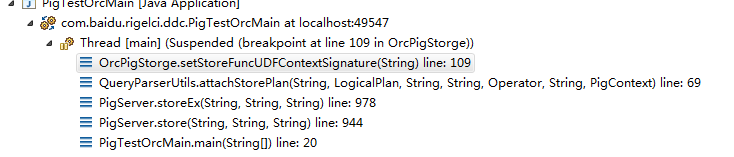 PigTestOrcMain [Java Application]
com.baidu.rigelci.ddc.PigTestOrcMain at localhost:49547
Thread [main] (Suspended (breakpoint at line 109 in OrcPigStorge))
OrcPigStorge.setStoreFuncUDFContextSignature(String) line: 109
QueryParserUtils.attachStorePlan(String, LogicalPlan, String, String, Operator, String, PigContext) line: 69
PigServer.storeEx(String, String, String) line: 978
PigServer.store(String, String, String) line: 944
PigTestOrcMain.main(String[]) line: 20